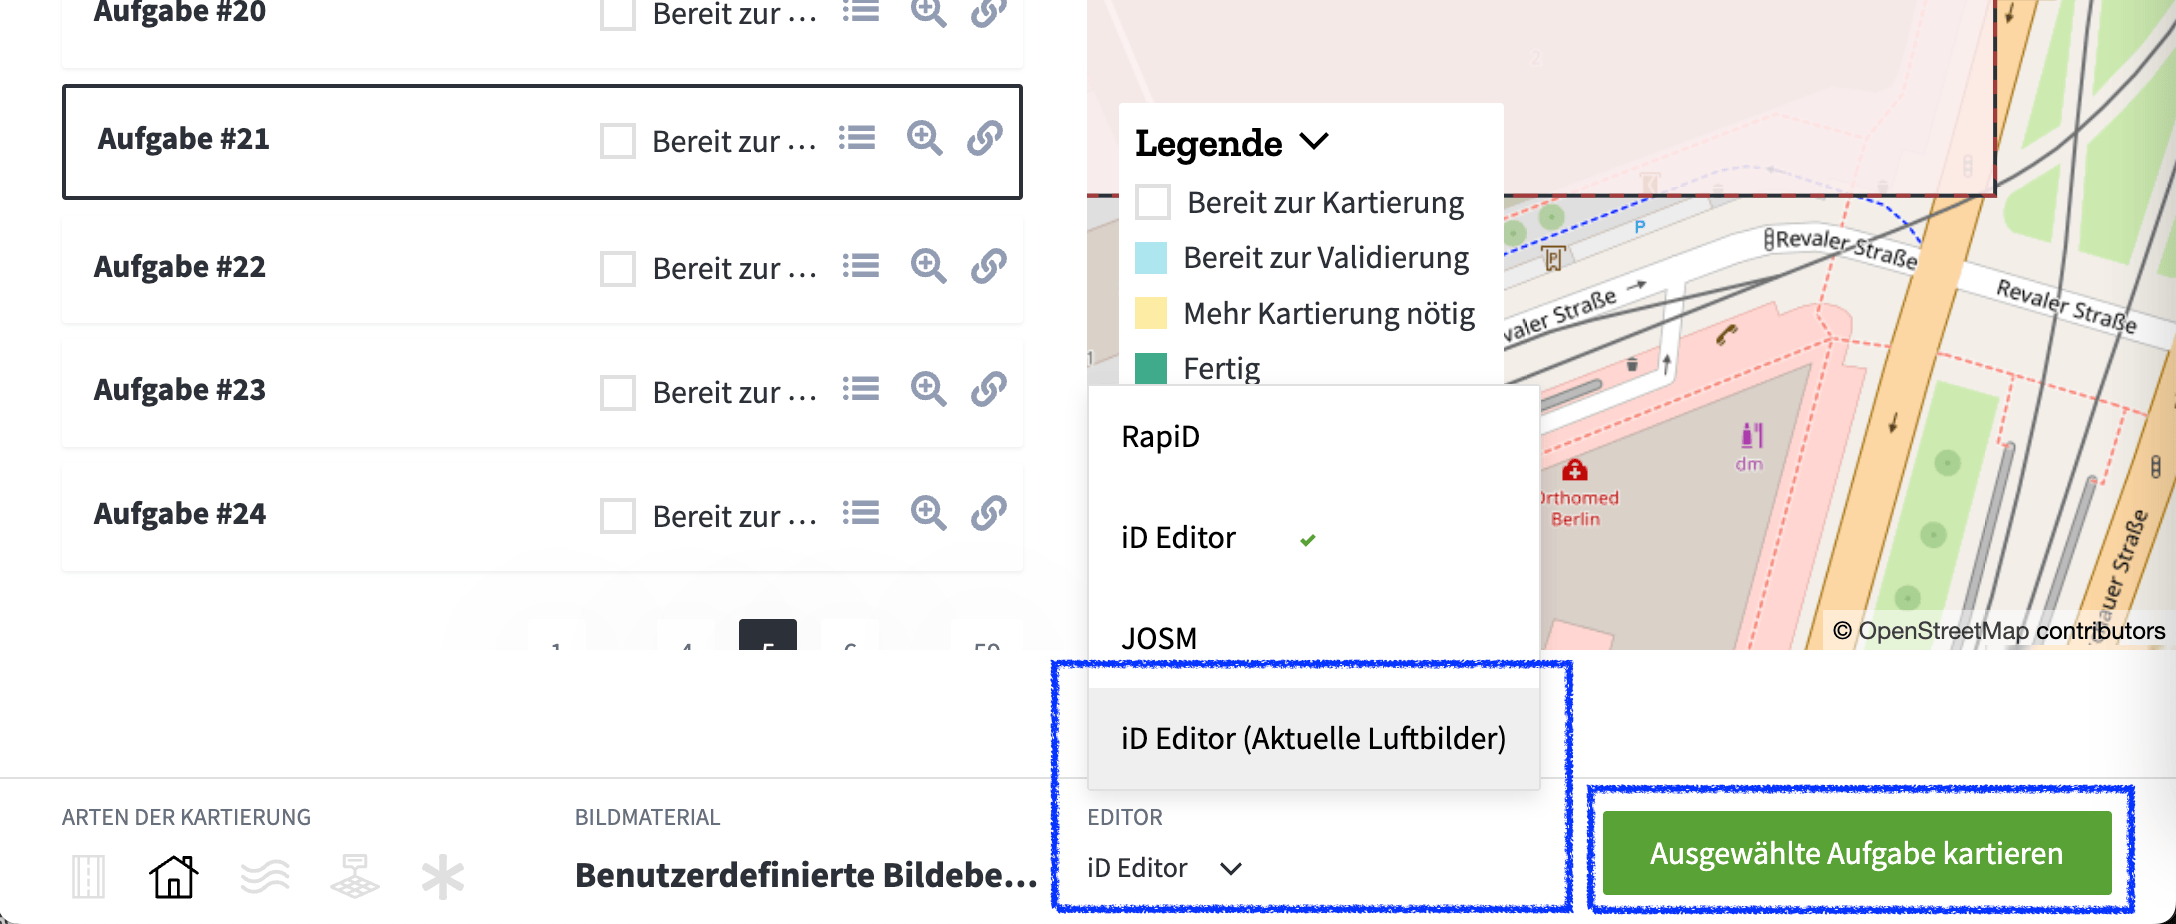 Aufgabe #20
Bereit zur ...
Aufgabe #21
Bereit zur ...
Aufgabe #22
Bereit zur ...
Aufgabe #23
Bereit zur ...
Aufgabe #24
Bereit zur ...
1 4 5 6 59
ARTEN DER KARTIERUNG
BILDMATERIAL
Benutzerdefinierte Bildebe...
EDITOR
iD Editor
Ausgewählte Aufgabe kartieren
Legende
Bereit zur Kartierung
Bereit zur Validierung
Mehr Kartierung nötig
Fertig
RapiD
iD Editor
JOSM
iD Editor (Aktuelle Luftbilder)
2
P
P
Revaler Straße
Revaler Straße
valer Straße
1
dm
Orthomed
Berlin
auer Straße
© OpenStreetMap contributors